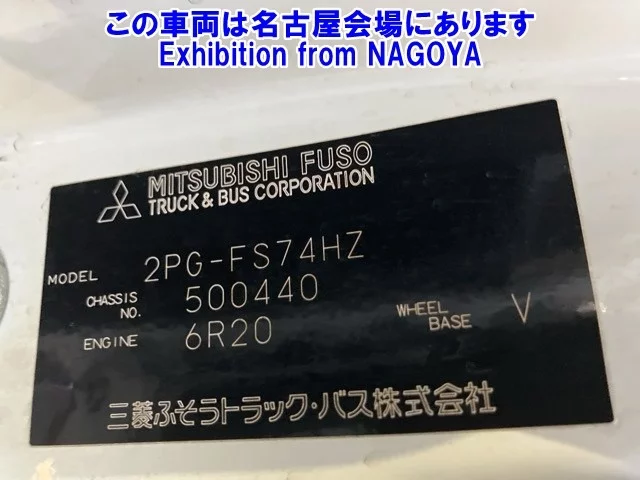 この車両は名古屋会場にあります
Exhibition from NAGOYA
MITSUBISHI FUSO
TRUCK & BUS CORPORATION
MODEL 2PG-FS74HZ
CHASSIS NO. 500440
ENGINE 6R20 WHEEL BASE V
三菱ふそうトラック・バス株式会社